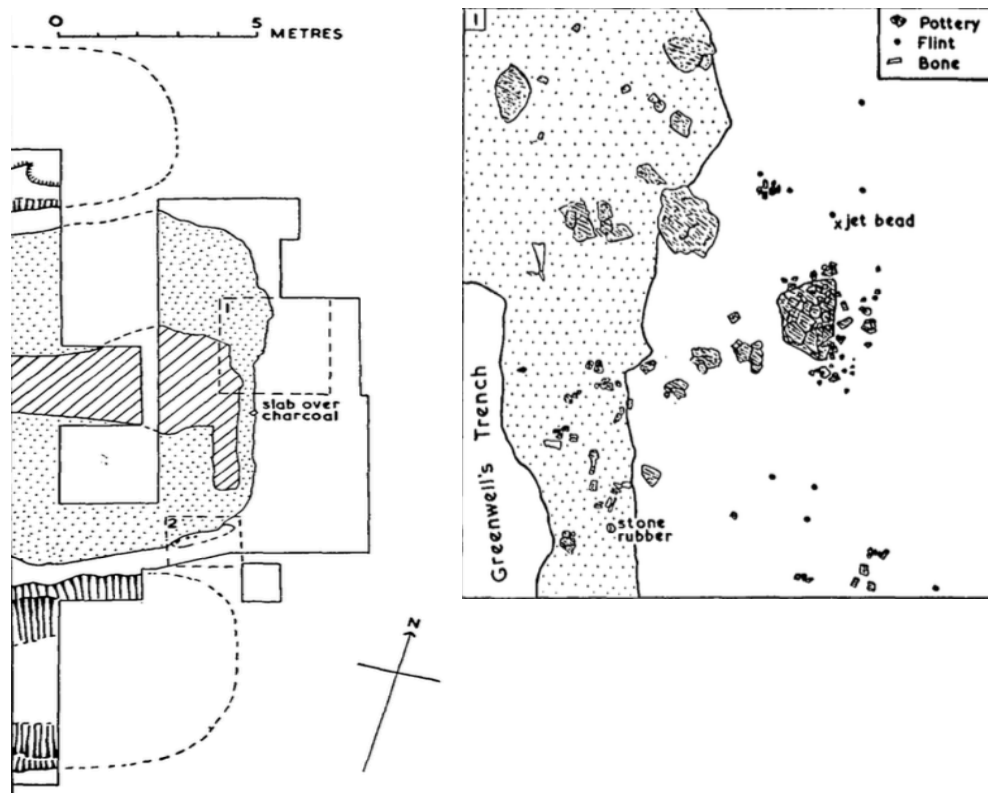 0 5
METRES
1
slab over
charcoal
2
N
1
Pottery
Flint
Bone
x jet bead
Greenwell's Trench
stone
rubber